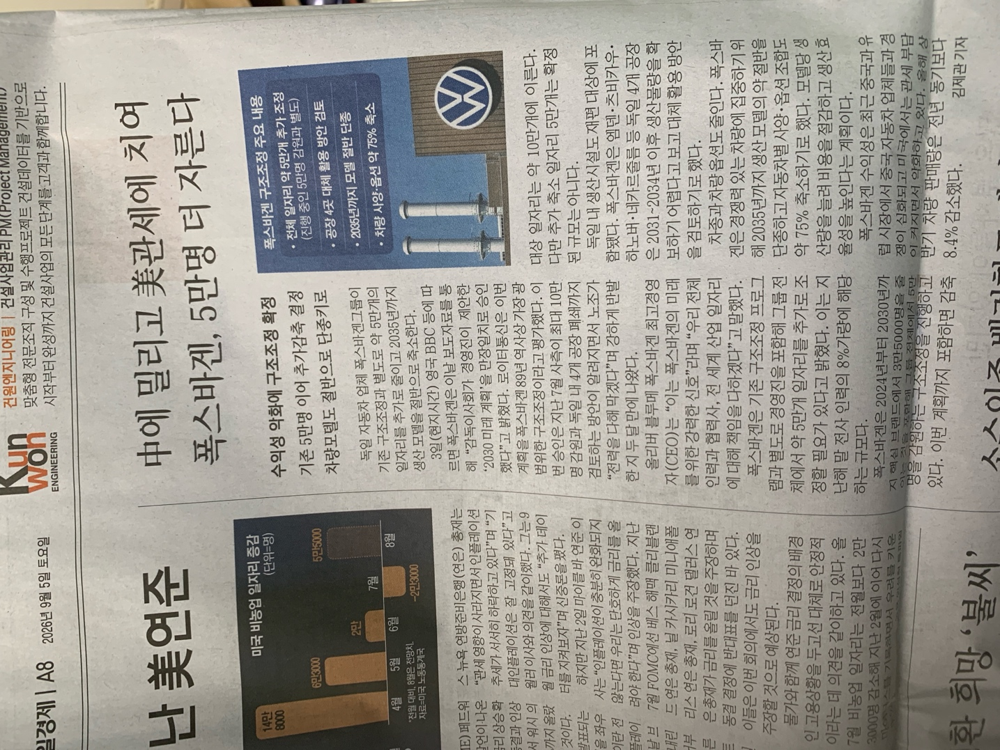 일경제 | A8 2026년 9월 5일 토요일
Kun
won
ENGINEERING
건원엔지니어링 | 건설사업관리 PM(Project Management)
맞춤형 전문조직 구성 및 수행프로젝트 건설데이터를 기반으로
시작부터 완성까지 건설사업의 모든 단계를 고객과 함께합니다.
난 美연준
미국 비농업 일자리 증감
(단위=명)
14만
8000
6만3000
2만
-2만3000
5만5000
4월
5월
6월
7월
8월
*전월 대비, 8월은 전망치.
자료=미국 노동통계국
스 뉴욕 연방준비은행(연은) 총재는
“관세 영향이 사라지면서 인플레이션
추세가 서서히 하락하고 있다”며 “기
대인플레이션은 잘 고정돼 있다”고
월러 이사와 의견을 같이했다. 그는 9
월 금리 인상에 대해서도 “추가 데이
터를 지켜보자”며 신중론을 폈다.
하지만 지난 2일 마이클 바 연준 이
사는 “인플레이션이 충분히 완화되지
않는다면 우리는 단호하게 금리를 올
려야 한다”며 인상을 주장했다. 지난
7월 FOMC에선 베스 해맥 클리블랜
드 연은 총재, 닐 카시카리 미니애폴
리스 연은 총재, 로리 로건 댈러스 연
은 총재가 금리를 올릴 것을 주장하며
동결 결정에 반대표를 던진 바 있다.
이들은 이번 회의에서도 금리 인상을
주장할 것으로 예상된다.
물가와 함께 연준 금리 결정의 배경
인 고용상황을 두고선 대체로 안정적
이라는 데 의견을 같이하고 있다. 올
7월 비농업 일자리는 전월보다 2만
3000명 감소해 지난 2월에 이어 다시
中에 밀리고 美관세에 치여
폭스바겐, 5만명 더 자른다
수익성 악화에 구조조정 확정
기존 5만명 이어 추가감축 결정
차량모델도 절반으로 단종키로
독일 자동차 업체 폭스바겐그룹이
기존 구조조정과 별도로 약 5만개의
일자리를 추가로 줄이고 2035년까지
생산 모델을 절반으로 축소한다.
3일(현지시간) 영국 BBC 등에 따
르면 폭스바겐은 이날 보도자료를 통
해 “감독이사회가 경영진이 제안한
‘2030 미래 계획’을 만장일치로 승인
했다”고 밝혔다. 로이터통신은 이번
계획을 폭스바겐 89년 역사상 가장 광
범위한 구조조정이라고 평가했다. 이
번 승인은 지난 7월 사측이 최대 10만
명 감원과 독일 내 4개 공장 폐쇄까지
검토하는 방안이 알려지면서 노조가
“전력을 다해 막겠다”며 강하게 반발
한 지 두 달 만에 나왔다.
올리버 블루메 폭스바겐 최고경영
자(CEO)는 “이는 폭스바겐의 미래
를 위한 강력한 신호”라며 “우리 전체
인력과 협력사, 전 세계 산업 일자리
에 대해 책임을 다하겠다”고 말했다.
폭스바겐은 기존 구조조정 프로그
램과 별도로 경영진을 포함해 그룹 전
체에서 약 5만개 일자리를 추가로 조
정할 필요가 있다고 밝혔다. 이는 지
난해 말 전사 인력의 8%가량에 해당
하는 규모다.
폭스바겐은 2024년부터 2030년까
지 핵심 브랜드에서 3만5000명을 줄
명을 감원하는 구조조정을 진행하고
있다. 이번 계획까지 포함하면 감축
폭스바겐 구조조정 주요 내용
• 전체 일자리 약 5만개 추가 조정
(진행 중인 5만명 감원과 별도)
• 공장 4곳 대체 활용 방안 검토
• 2035년까지 모델 절반 단종
• 차량 사양 옵션 약 75% 축소
대상 일자리는 약 10만개에 이른다.
다만 추가 축소 일자리 5만개는 확정
된 규모는 아니다.
독일 내 생산시설도 재편 대상에 포
함됐다. 폭스바겐은 엠덴·츠비카우·
하노버·네카르줄름 등 독일 4개 공장
은 2031~2034년 이후 생산물량을 확
보하기 어렵다고 보고 대체 활용 방안
을 검토하기로 했다.
차종과 차량 옵션도 줄인다. 폭스바
겐은 경쟁력 있는 차량에 집중하기 위
해 2035년까지 생산 모델의 약 절반을
단종하고 자동차별 사양·옵션 조합도
약 75% 축소하기로 했다. 모델당 생
산량을 늘려 비용을 절감하고 생산 효
율성을 높인다는 계획이다.
폭스바겐 수익성은 최근 중국과 유
럽 시장에서 중국 자동차 업체들과 경
쟁이 심화되고 미국에서는 관세 부담
이 커지면서 악화하고 있다. 올해 상
반기 차량 판매량은 전년 동기보다
8.4% 감소했다.
김제관 기자
환 희망 ‘불씨’